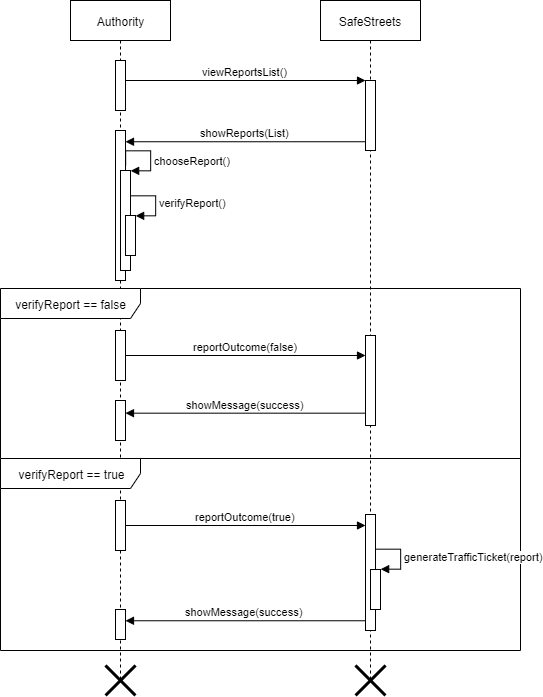 Authority
SafeStreets
viewReportsList()
showReports(List)
chooseReport()
verifyReport()
verifyReport == false
reportOutcome(false)
showMessage(success)
verifyReport == true
reportOutcome(true)
generateTrafficTicket(report)
showMessage(success)